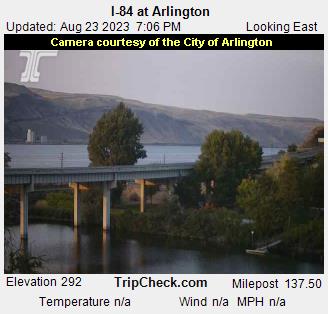 I-84 at Arlington
Updated: Aug 23 2023 7:06 PM Looking East
Camera courtesy of the City of Arlington
Elevation 292 TripCheck.com Milepost 137.50
Temperature n/a Wind n/a MPH n/a